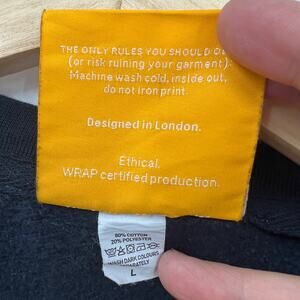 THE ONLY RULES YOU SHOULD
(or risk ruining your garment):
Machine wash cold, inside out,
do not iron print.
Designed in London.
Ethical,
WRAP certified production.
80% COTTON
20% POLYESTER
WASH DARK COLOURS
SEPARATELY
L